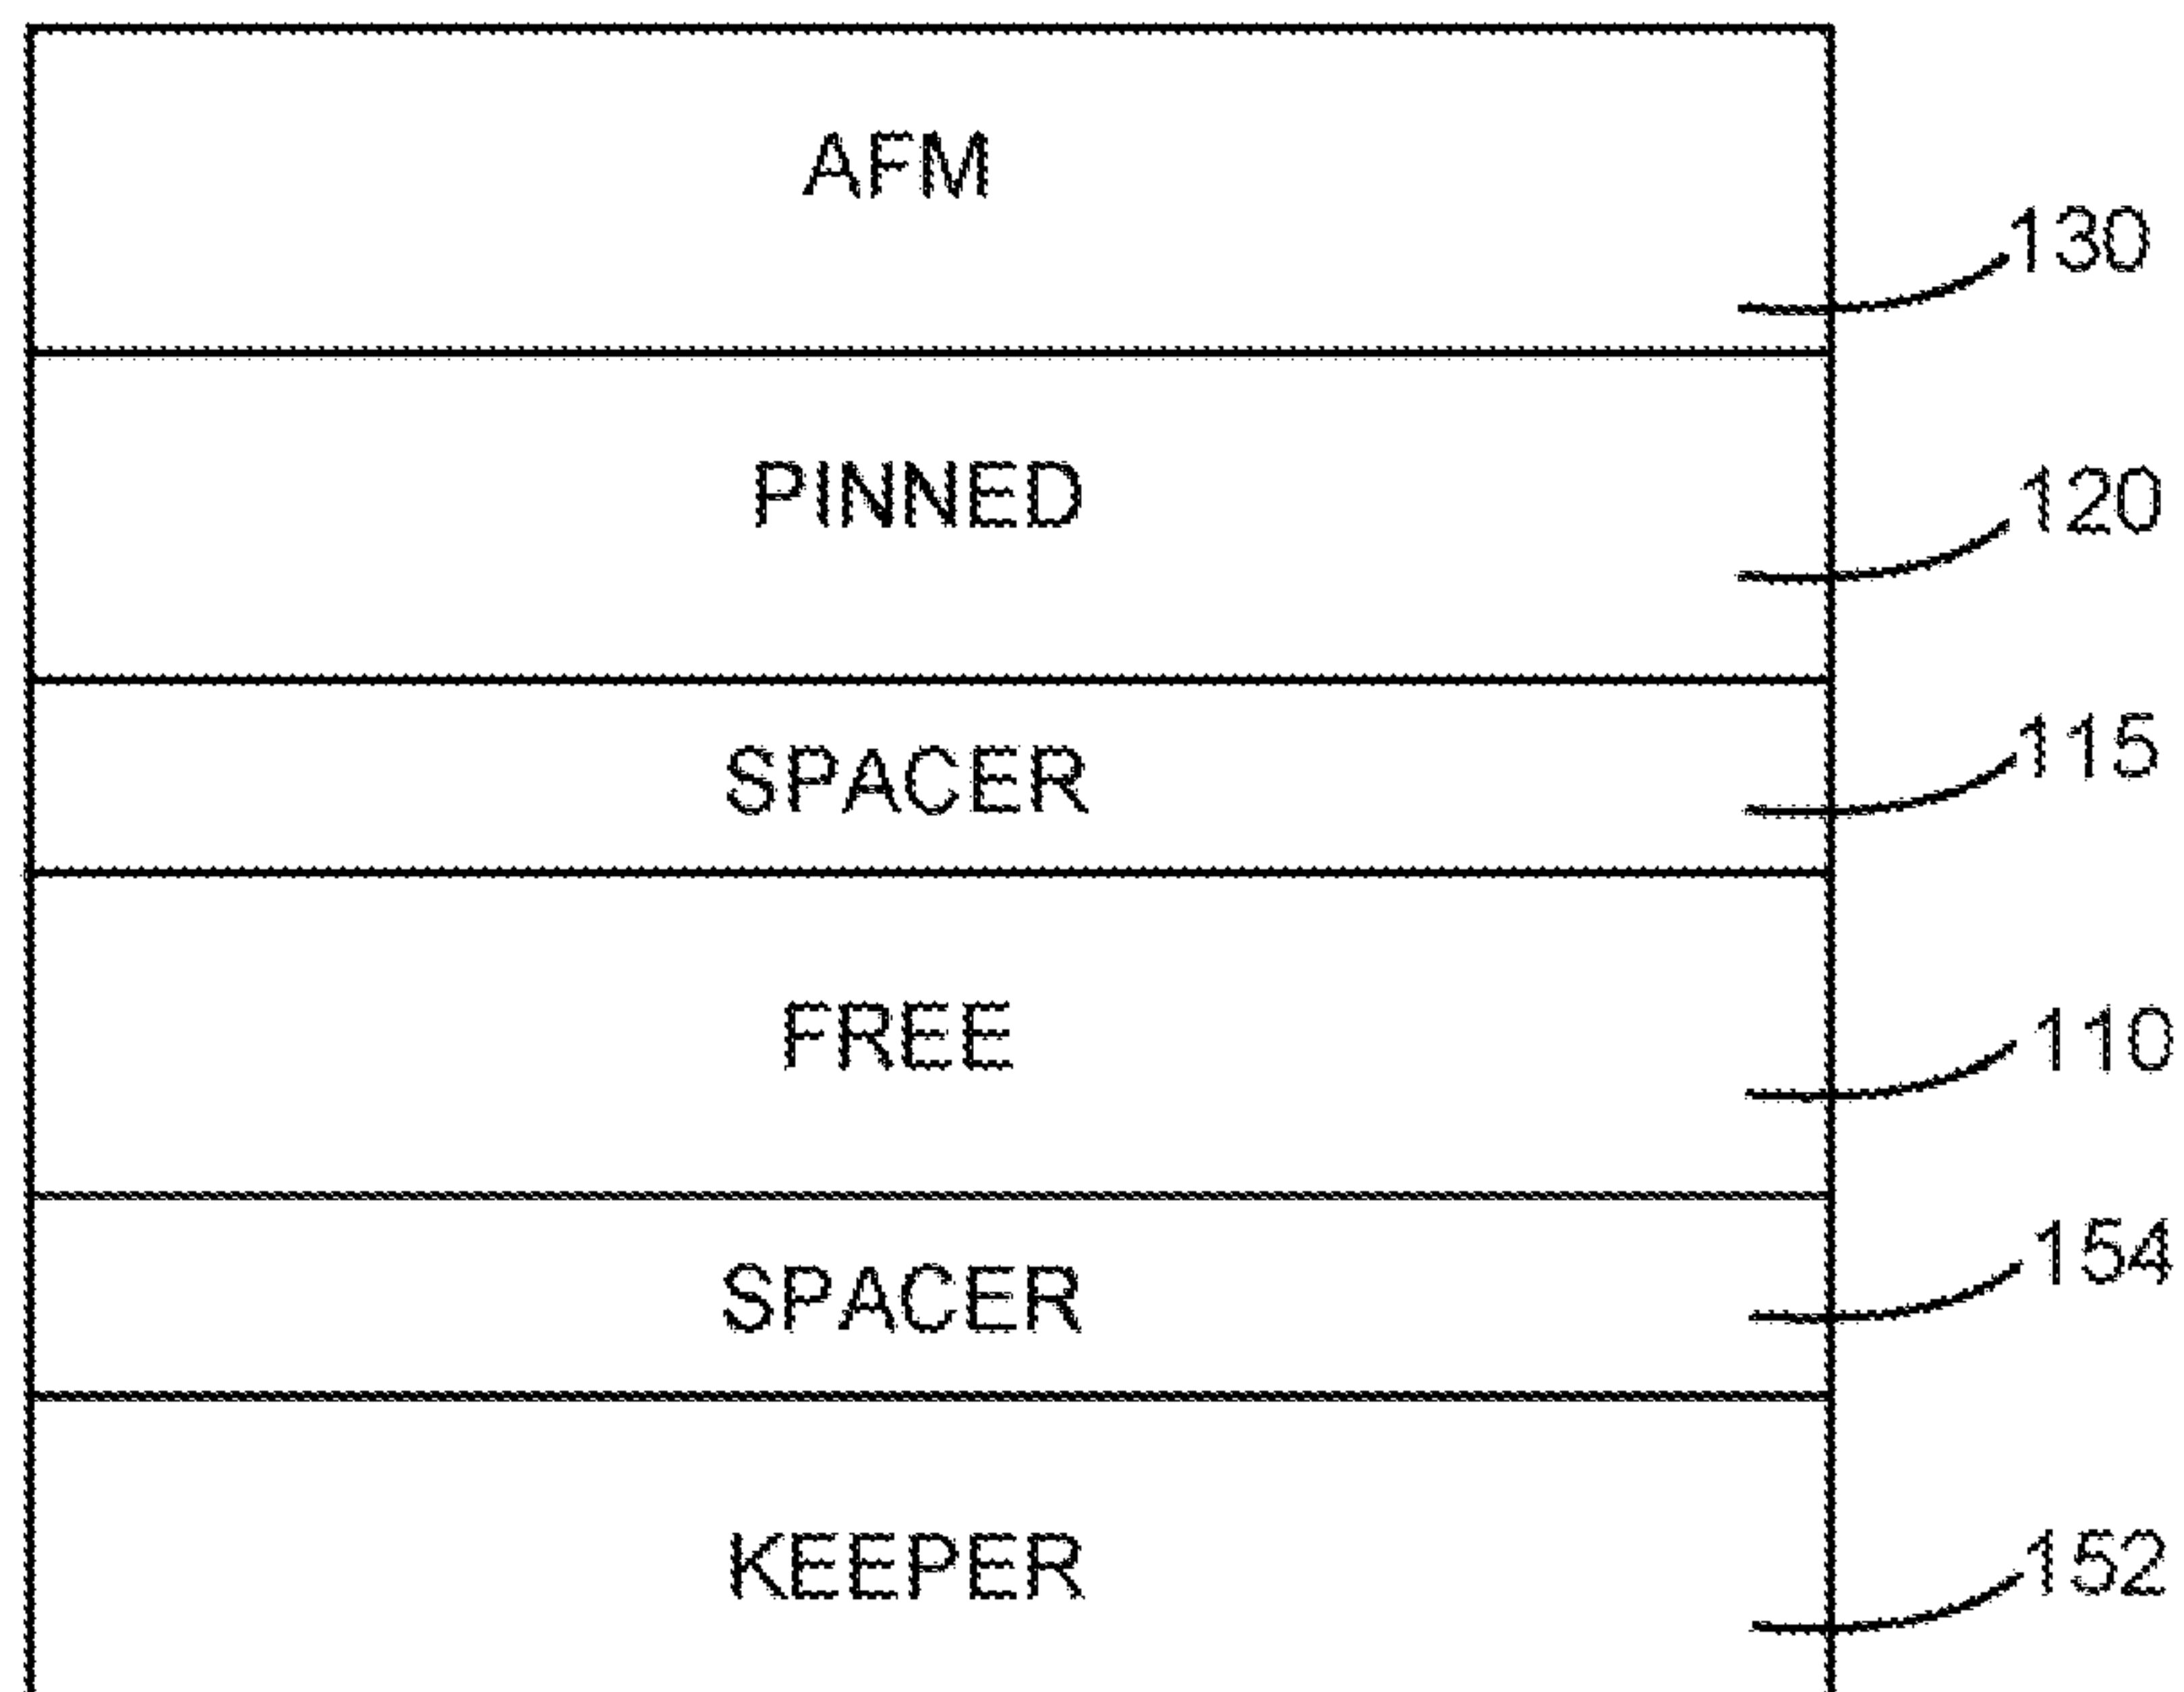 AFM
130
PINNED
120
SPACER
115
FREE
110
SPACER
154
KEEPER
152